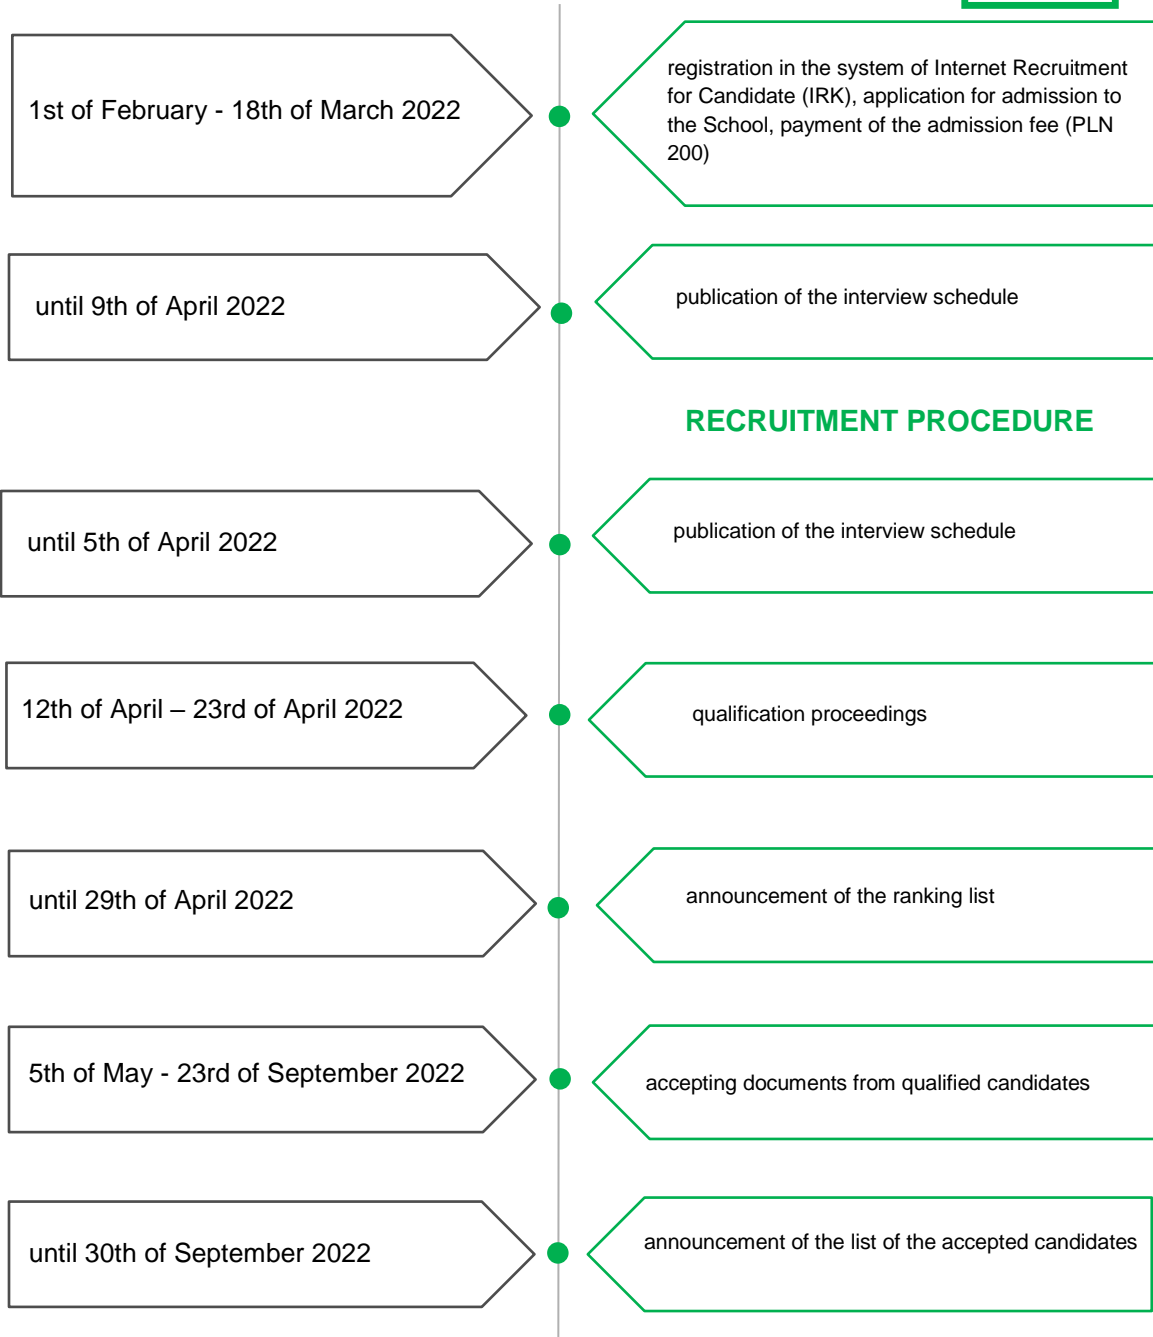 1st of February - 18th of March 2022
registration in the system of Internet Recruitment
for Candidate (IRK), application for admission to
the School, payment of the admission fee (PLN
200)
until 9th of April 2022
publication of the interview schedule
RECRUITMENT PROCEDURE
until 5th of April 2022
publication of the interview schedule
12th of April – 23rd of April 2022
qualification proceedings
until 29th of April 2022
announcement of the ranking list
5th of May - 23rd of September 2022
accepting documents from qualified candidates
until 30th of September 2022
announcement of the list of the accepted candidates